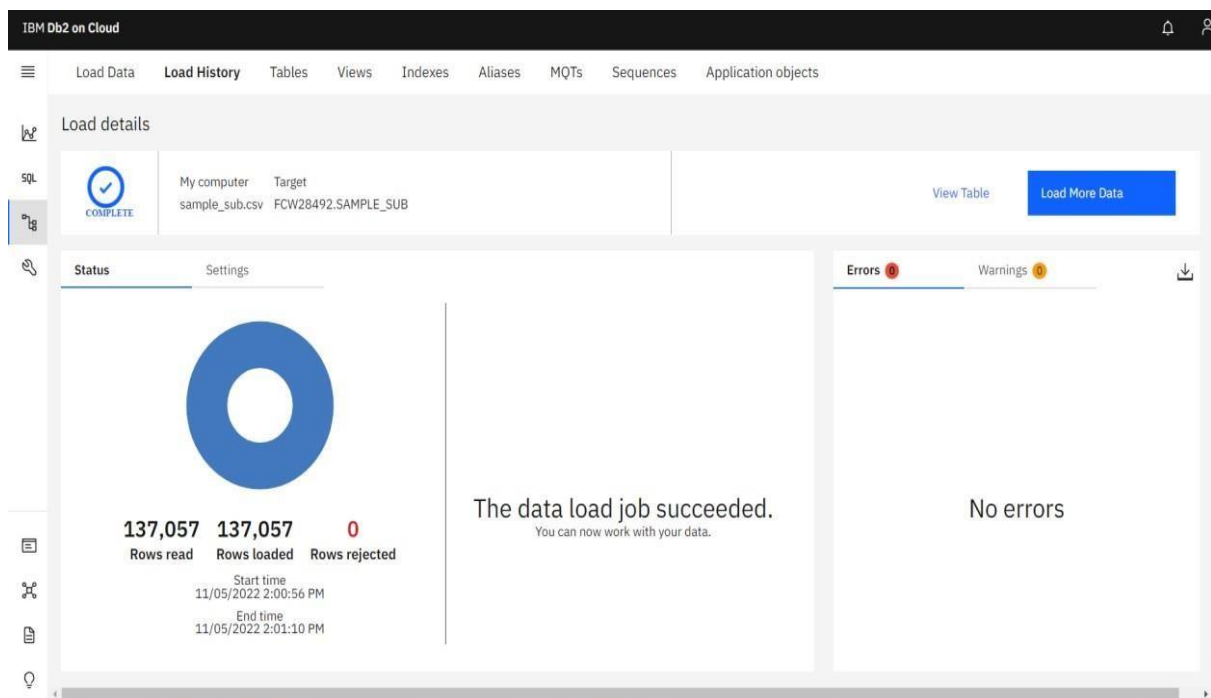 IBM Db2 on Cloud
Load Data Load History Tables Views Indexes Aliases MQTs Sequences Application objects
Load details
SQL
COMPLETE
My computer Target
sample_sub.csv FCW28492.SAMPLE_SUB
View Table
Load More Data
Status Settings
Errors 0 Warnings 0
137,057 137,057 0
Rows read Rows loaded Rows rejected
Start time
11/05/2022 2:00:56 PM
End time
11/05/2022 2:01:10 PM
The data load job succeeded.
You can now work with your data.
No errors